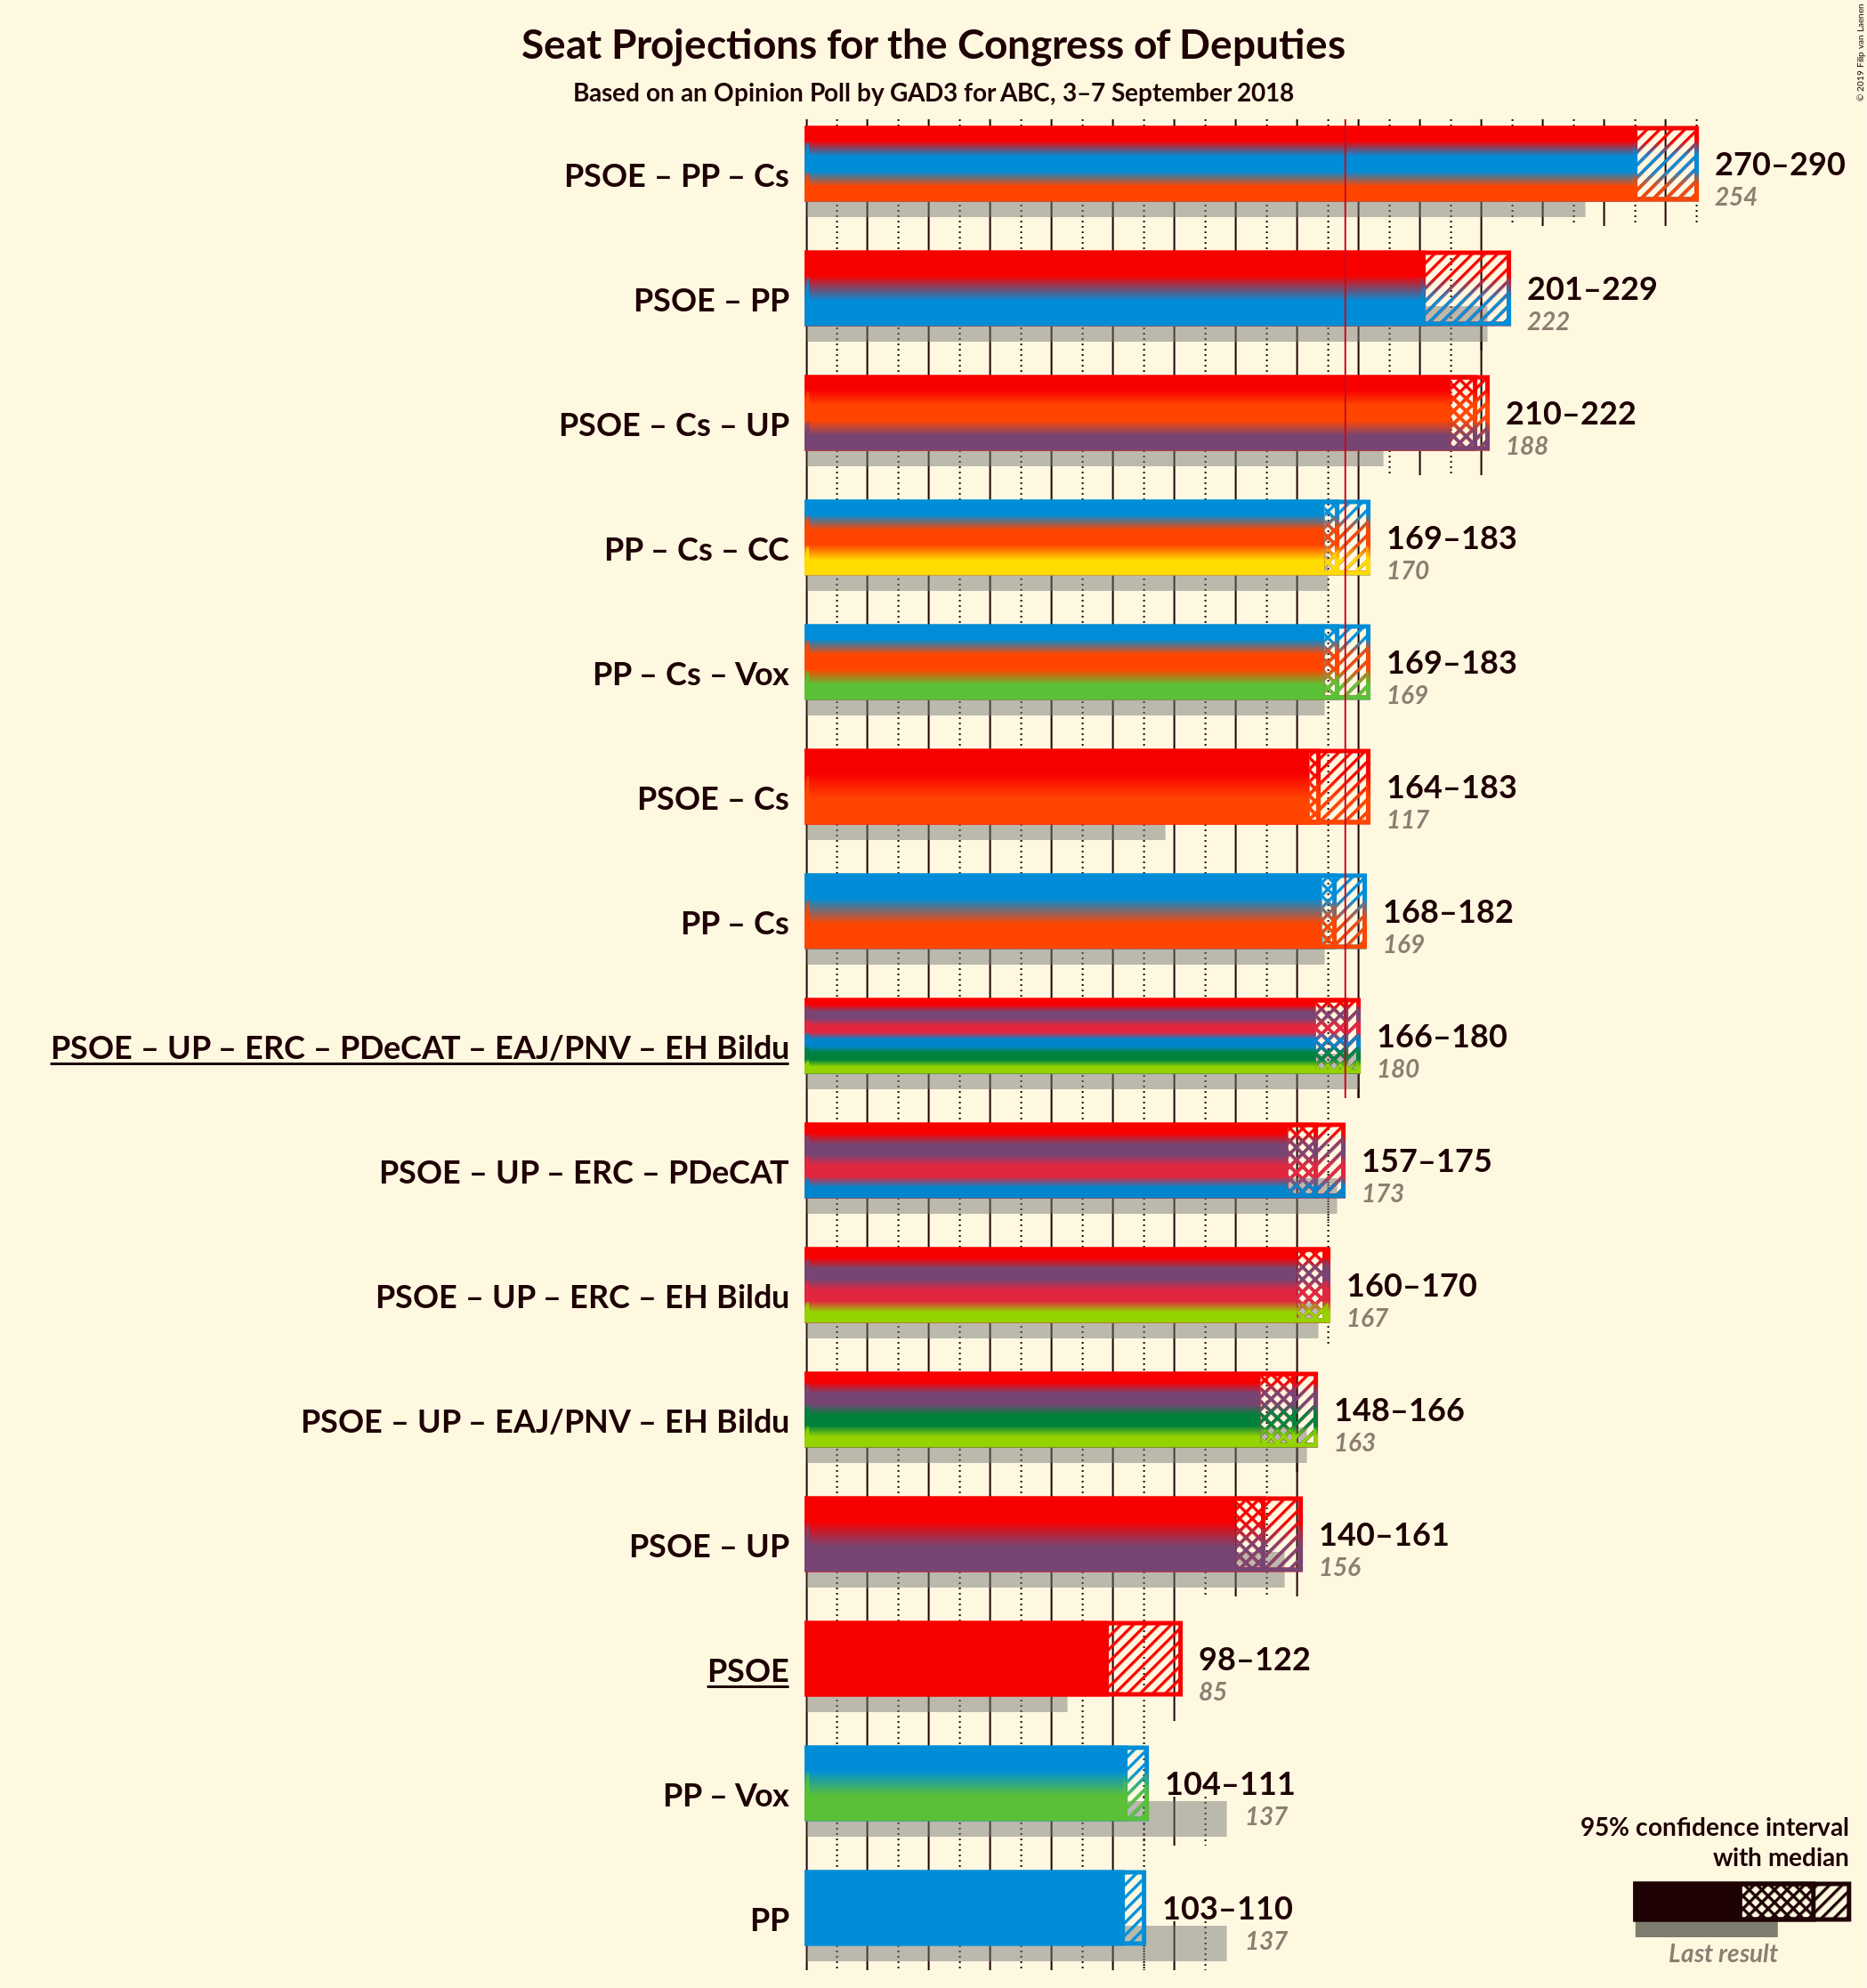 Seat Projections for the Congress of Deputies
Based on an Opinion Poll by GAD3 for ABC, 3–7 September 2018
© 2019 Filip van Laenen
PSOE – PP – Cs
270–290
254
PSOE – PP
201–229
222
PSOE – Cs – UP
210–222
188
PP – Cs – CC
169–183
170
PP – Cs – Vox
169–183
169
PSOE – Cs
164–183
117
PP – Cs
168–182
169
PSOE – UP – ERC – PDeCAT – EAJ/PNV – EH Bildu
166–180
180
PSOE – UP – ERC – PDeCAT
157–175
173
PSOE – UP – ERC – EH Bildu
160–170
167
PSOE – UP – EAJ/PNV – EH Bildu
148–166
163
PSOE – UP
140–161
156
PSOE
98–122
85
PP – Vox
104–111
137
PP
103–110
137
95% confidence interval
with median
Last result